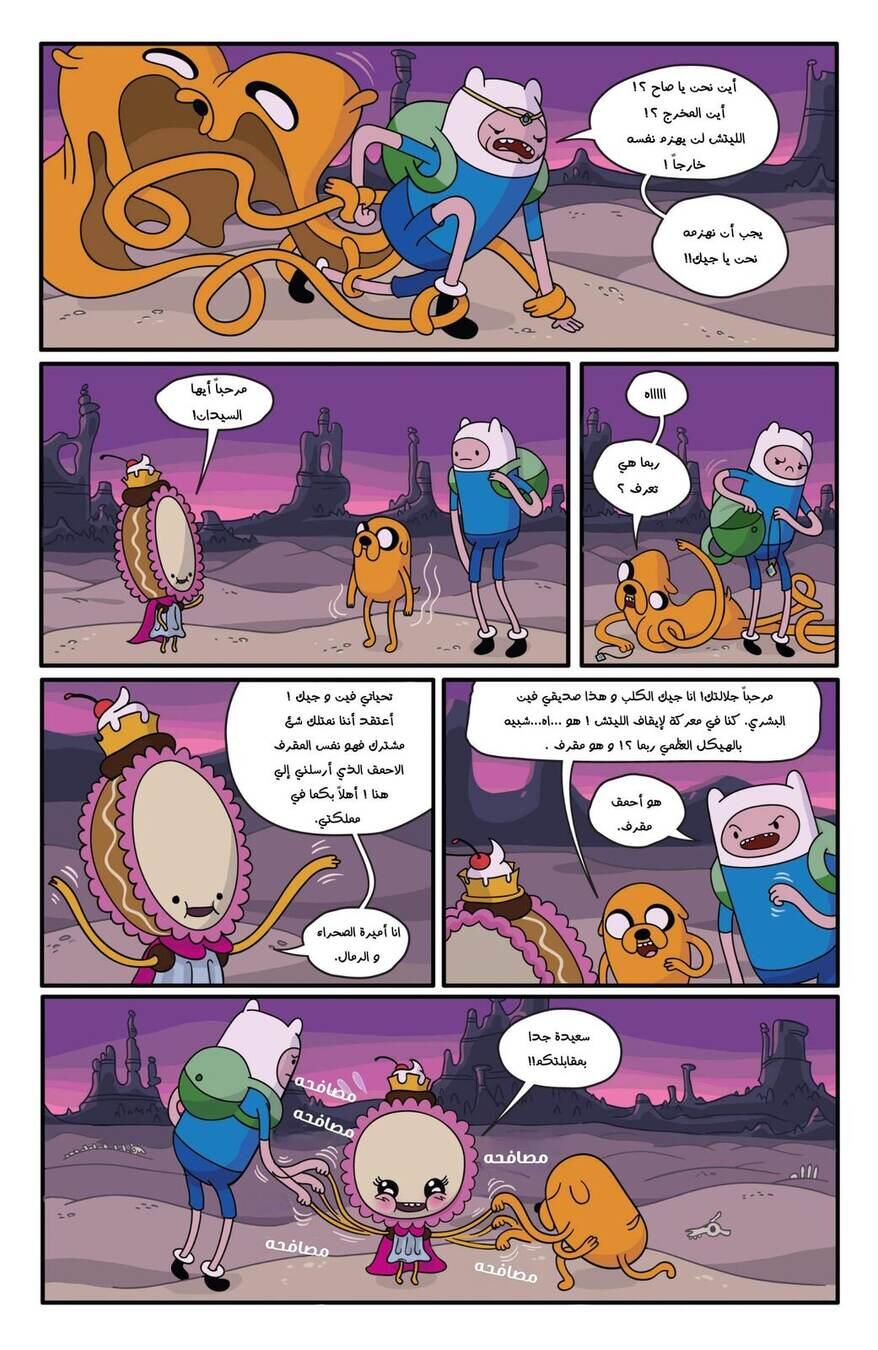 أين نحن يا صاح ؟!
أين المخرج ؟!
الليتش لن يهزم نفسه
خارجاً !
يجب أن نهزمه
نحن يا جيك!!
ااااه
ربما هي
تعرف ؟
مرحباً أيها
السيدان!
مرحباً جلالتك! انا جيك الكلب و هذا صديقي فين
البشري. كنا في معركة لإيقاف الليتش ! هو ...اه...شبيه
بالهيكل العظمي ربما ؟! و هو مقرف .
هو أحمق
مقرف.
تحياتي فين و جيك !
أعتقد أننا نمتلك شئ
مشترك فهو نفس المقرف
الاحمق الذي أرسلني إلي
هنا ! أهلاً بكما في
مملكتي.
انا أميرة الصحراء
و الرمال.
سعيدة جدا
بمقابلتكم!!
مصافحه
مصافحه
مصافحه
مصافحه
مصافحه